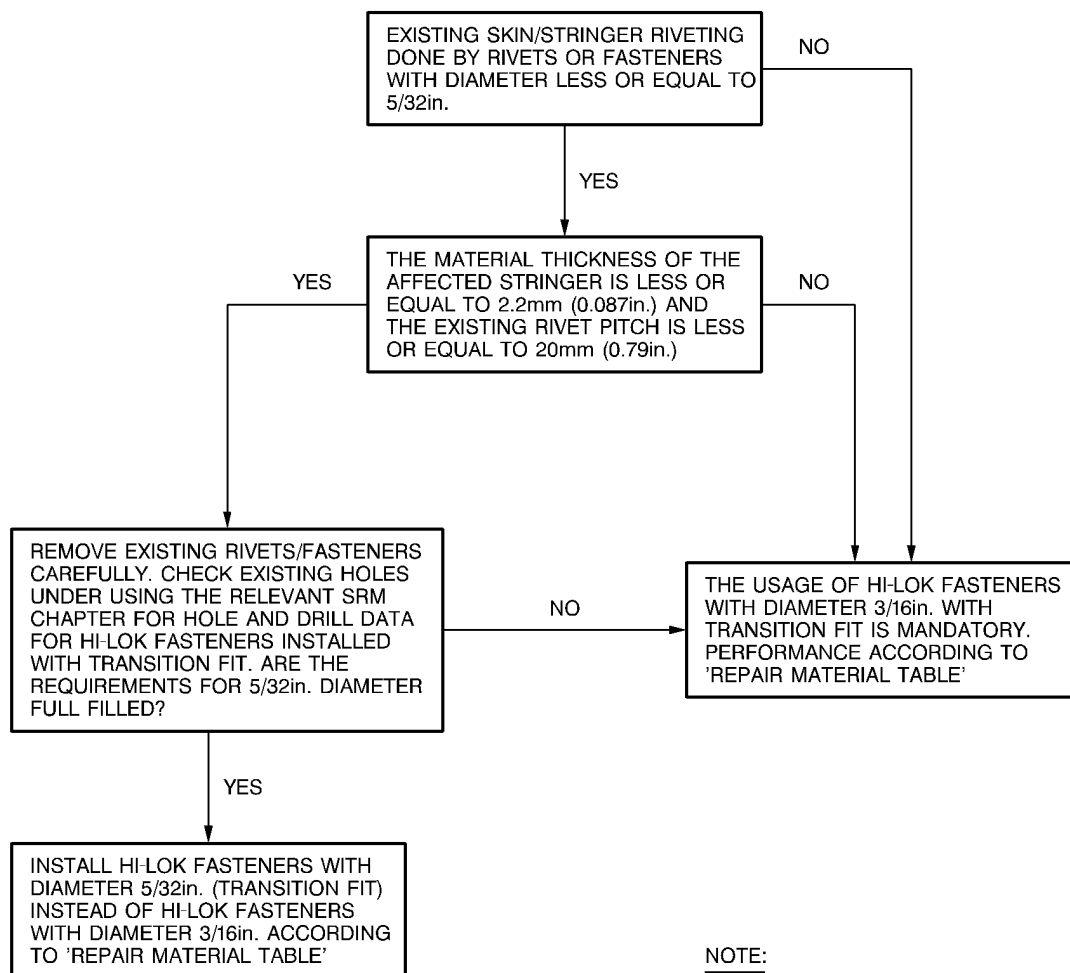 EXISTING SKIN/STRINGER RIVETING
DONE BY RIVETS OR FASTENERS
WITH DIAMETER LESS OR EQUAL TO
5/32in.
NO
YES
THE MATERIAL THICKNESS OF THE
AFFECTED STRINGER IS LESS OR
EQUAL TO 2.2mm (0.087in.) AND
THE EXISTING RIVET PITCH IS LESS
OR EQUAL TO 20mm (0.79in.)
YES
NO
REMOVE EXISTING RIVETS/FASTENERS
CAREFULLY. CHECK EXISTING HOLES
UNDER USING THE RELEVANT SRM
CHAPTER FOR HOLE AND DRILL DATA
FOR HI-LOK FASTENERS INSTALLED
WITH TRANSITION FIT. ARE THE
REQUIREMENTS FOR 5/32in. DIAMETER
FULL FILLED?
NO
THE USAGE OF HI-LOK FASTENERS
WITH DIAMETER 3/16in. WITH
TRANSITION FIT IS MANDATORY.
PERFORMANCE ACCORDING TO
'REPAIR MATERIAL TABLE'
YES
INSTALL HI-LOK FASTENERS WITH
DIAMETER 5/32in. (TRANSITION FIT)
INSTEAD OF HI-LOK FASTENERS
WITH DIAMETER 3/16in. ACCORDING
TO 'REPAIR MATERIAL TABLE'
NOTE: